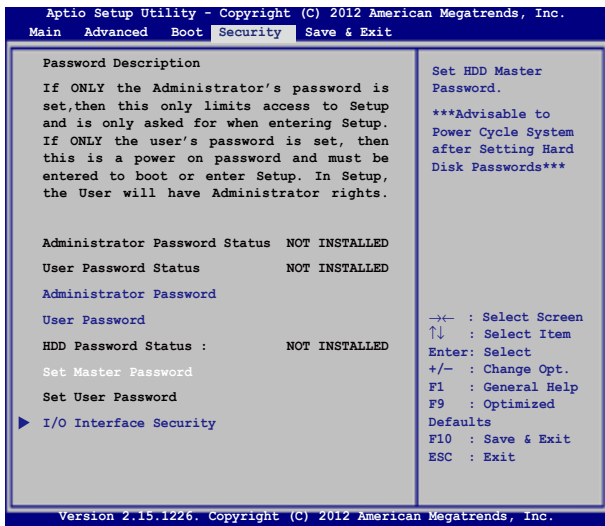 Aptio Setup Utility - Copyright (C) 2012 American Megatrends, Inc.
Main Advanced Boot Security Save & Exit
Password Description
If ONLY the Administrator's password is
set,then this only limits access to Setup
and is only asked for when entering Setup.
If ONLY the user's password is set, then
this is a power on password and must be
entered to boot or enter Setup. In Setup,
the User will have Administrator rights.
Administrator Password Status NOT INSTALLED
User Password Status NOT INSTALLED
Administrator Password
User Password
HDD Password Status : NOT INSTALLED
Set Master Password
Set User Password
I/O Interface Security
Set HDD Master
Password.
***Advisable to
Power Cycle System
after Setting Hard
Disk Passwords***
→← : Select Screen
↑↓ : Select Item
Enter: Select
+/— : Change Opt.
F1 : General Help
F9 : Optimized
Defaults
F10 : Save & Exit
ESC : Exit
Version 2.15.1226. Copyright (C) 2012 American Megatrends, Inc.